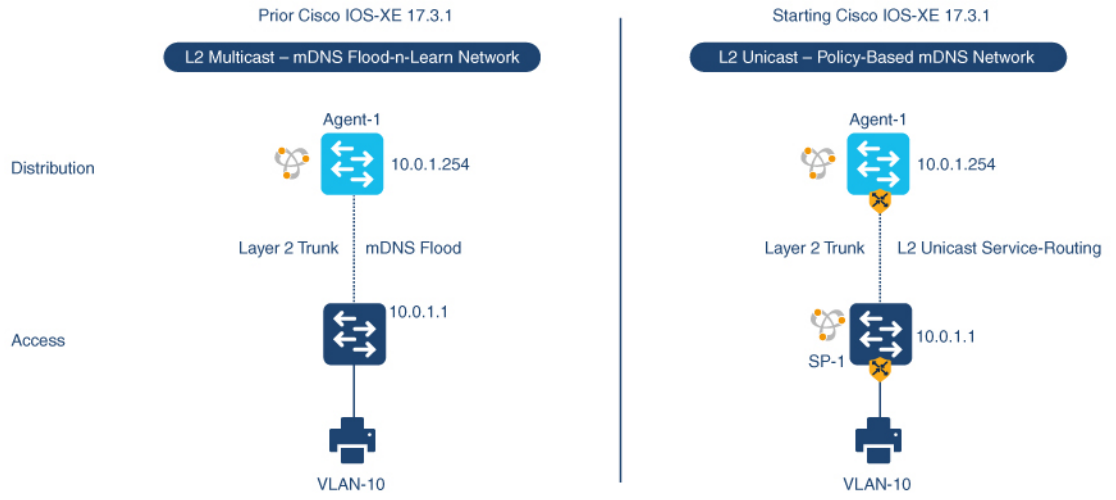 Prior Cisco IOS-XE 17.3.1
L2 Multicast – mDNS Flood-n-Learn Network
Agent-1
Distribution
10.0.1.254
Layer 2 Trunk
mDNS Flood
10.0.1.1
Access
VLAN-10
Starting Cisco IOS-XE 17.3.1
L2 Unicast – Policy-Based mDNS Network
Agent-1
10.0.1.254
Layer 2 Trunk
L2 Unicast Service-Routing
10.0.1.1
SP-1
VLAN-10